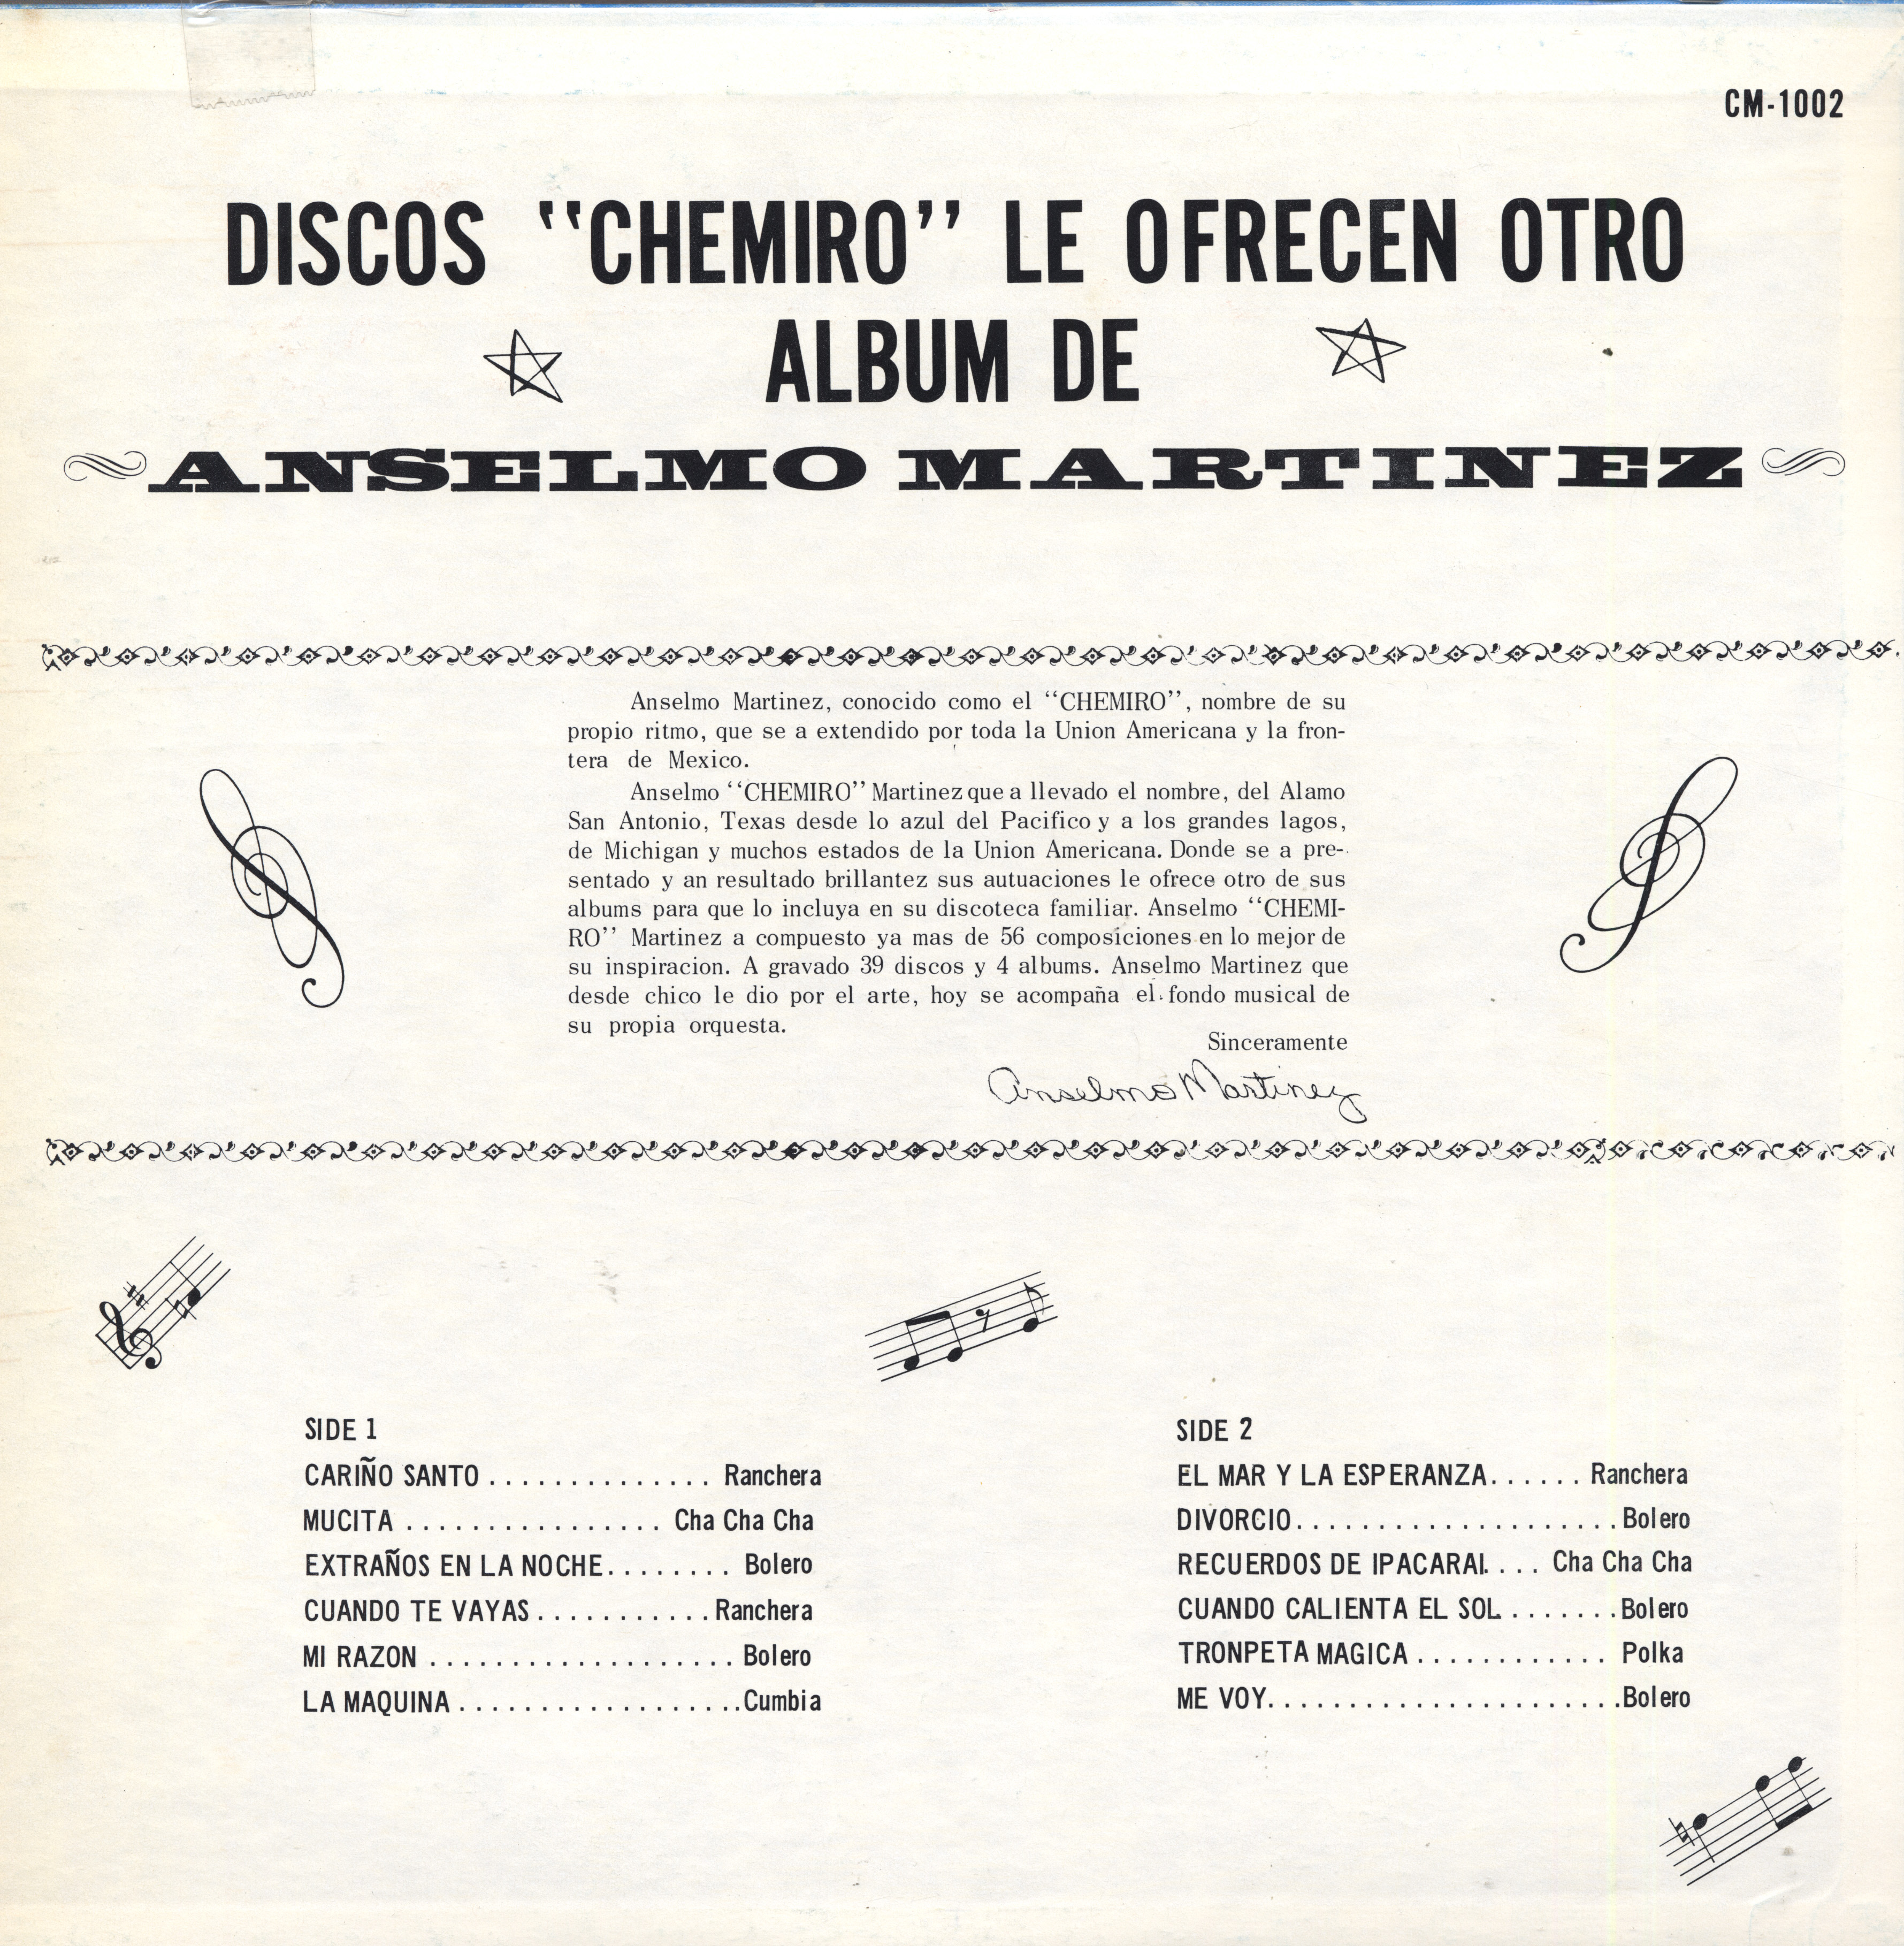 CM-1002
DISCOS "CHEMIRO" LE OFRECEN OTRO
ALBUM DE
ANSELMO MARTINEZ
Anselmo Martinez, conocido como el "CHEMIRO", nombre de su
propio ritmo, que se a extendido por toda la Union Americana y la fron-
tera de Mexico.
Anselmo "CHEMIRO" Martinez que a llevado el nombre, del Alamo
San Antonio, Texas desde lo azul del Pacifico y a los grandes lagos,
de Michigan y muchos estados de la Union Americana. Donde se a pre-
sentado y an resultado brillantez sus autuaciones le ofrece otro de sus
albums para que lo incluya en su discoteca familiar. Anselmo "CHEMI-
RO" Martinez a compuesto ya mas de 56 composiciones en lo mejor de
su inspiracion. A gravado 39 discos y 4 albums. Anselmo Martinez que
desde chico le dio por el arte, hoy se acompaña el fondo musical de
su propia orquesta.
Sinceramente
Anselmo Martinez
SIDE 1
CARIÑO SANTO . . . . . . . . . . . . . . Ranchera
MUCITA . . . . . . . . . . . . . . . . Cha Cha Cha
EXTRAÑOS EN LA NOCHE . . . . . . . . Bolero
CUANDO TE VAYAS . . . . . . . . . . . Ranchera
MI RAZON . . . . . . . . . . . . . . . . . . . Bolero
LA MAQUINA . . . . . . . . . . . . . . . . . . Cumbia
SIDE 2
EL MAR Y LA ESPERANZA . . . . . . Ranchera
DIVORCIO . . . . . . . . . . . . . . . . . . . . Bolero
RECUERDOS DE IPACARAI . . . . Cha Cha Cha
CUANDO CALIENTA EL SOL . . . . . . . Bolero
TRONPETA MAGICA . . . . . . . . . . . . Polka
ME VOY . . . . . . . . . . . . . . . . . . . . . . Bolero